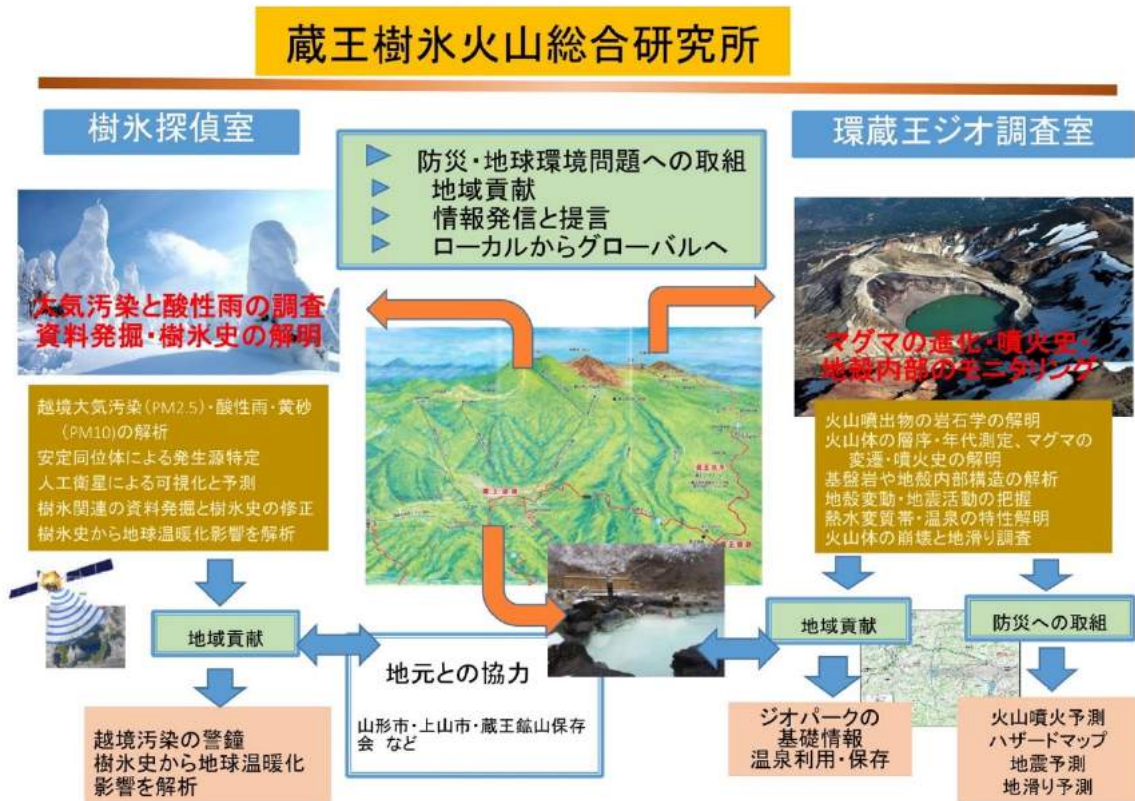 蔵王樹氷火山総合研究所
樹氷探偵室
環蔵王ジオ調査室
防災・地球環境問題への取組
地域貢献
情報発信と提言
ローカルからグローバルへ
大気汚染と酸性雨の調査
資料発掘・樹氷史の解明
マグマの進化・噴火史・
地殻内部のモニタリング
越境大気汚染(PM2.5)・酸性雨・黄砂
(PM10)の解析
安定同位体による発生源特定
人工衛星による可視化と予測
樹氷関連の資料発掘と樹氷史の修正
樹氷史から地球温暖化影響を解析
火山噴出物の岩石学の解明
火山体の層序・年代測定、マグマの
変遷・噴火史の解明
基盤岩や地殻内部構造の解析
地殻変動・地震活動の把握
熱水変質帯・温泉の特性解明
火山体の崩壊と地滑り調査
蔵王温泉
地域貢献
地元との協力
山形市・上山市・蔵王鉱山保存
会 など
地域貢献
防災への取組
越境汚染の警鐘
樹氷史から地球温暖化
影響を解析
ジオパークの
基礎情報
温泉利用・保存
火山噴火予測
ハザードマップ
地震予測
地滑り予測